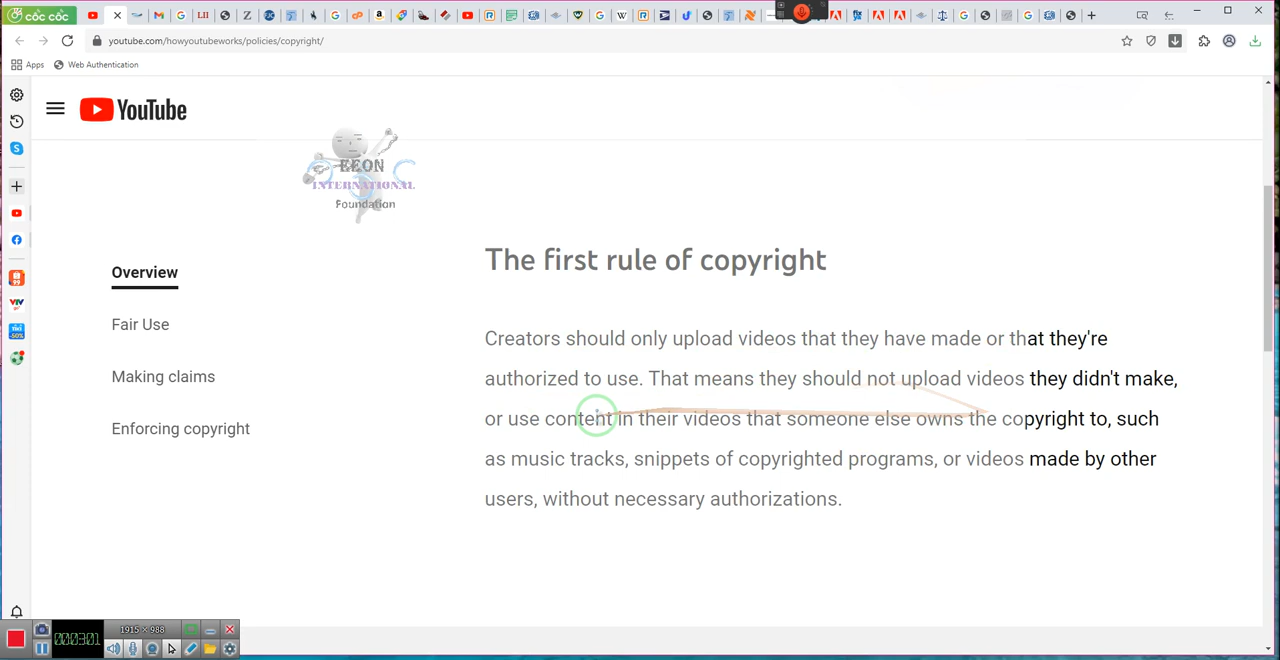 cốc cốc
youtube.com/howyoutubeworks/policies/copyright/
Apps
Web Authentication
YouTube
EEON
INTERNATIONAL
Foundation
The first rule of copyright
Overview
Fair Use
Making claims
Enforcing copyright
Creators should only upload videos that they have made or that they're
authorized to use. That means they should not upload videos they didn't make,
or use content in their videos that someone else owns the copyright to, such
as music tracks, snippets of copyrighted programs, or videos made by other
users, without necessary authorizations.
1915 × 988
000301